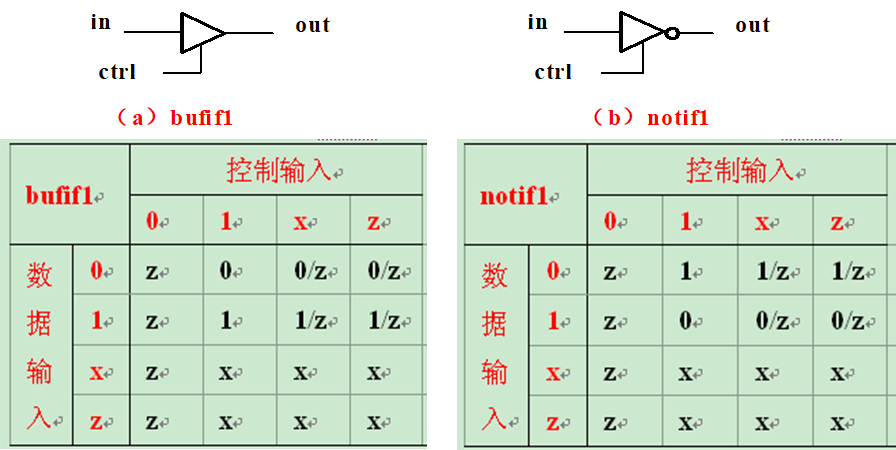 in out in out
ctrl ctrl
（a）bufif1 （b）notif1
bufif1 控制输入
0 1 x z
数 0 z 0 0/z 0/z
据 1 z 1 1/z 1/z
输 x z x x x
入 z z x x x
notif1 控制输入
0 1 x z
数 0 z 1 1/z 1/z
据 1 z 0 0/z 0/z
输 x z x x x
入 z z x x x